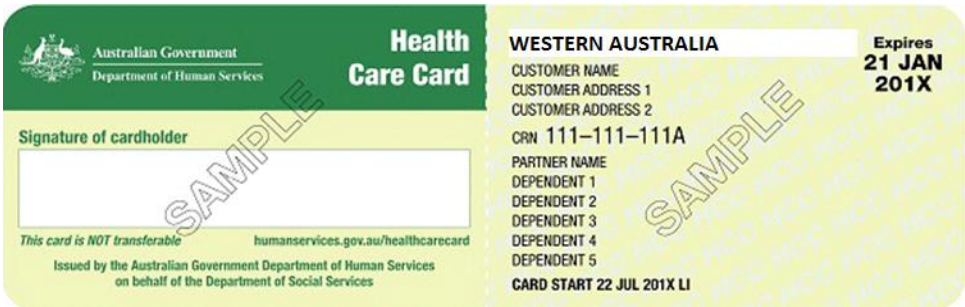 Australian Government
Department of Human Services
Health
Care Card
SAMPLE
Signature of cardholder
This card is NOT transferable
humanservices.gov.au/healthcarecard
Issued by the Australian Government Department of Human Services
on behalf of the Department of Social Services
WESTERN AUSTRALIA
Expires
21 JAN
201X
CUSTOMER NAME
CUSTOMER ADDRESS 1
CUSTOMER ADDRESS 2
CRN 111–111–111A
SAMPLE
PARTNER NAME
DEPENDENT 1
DEPENDENT 2
DEPENDENT 3
DEPENDENT 4
DEPENDENT 5
CARD START 22 JUL 201X LI